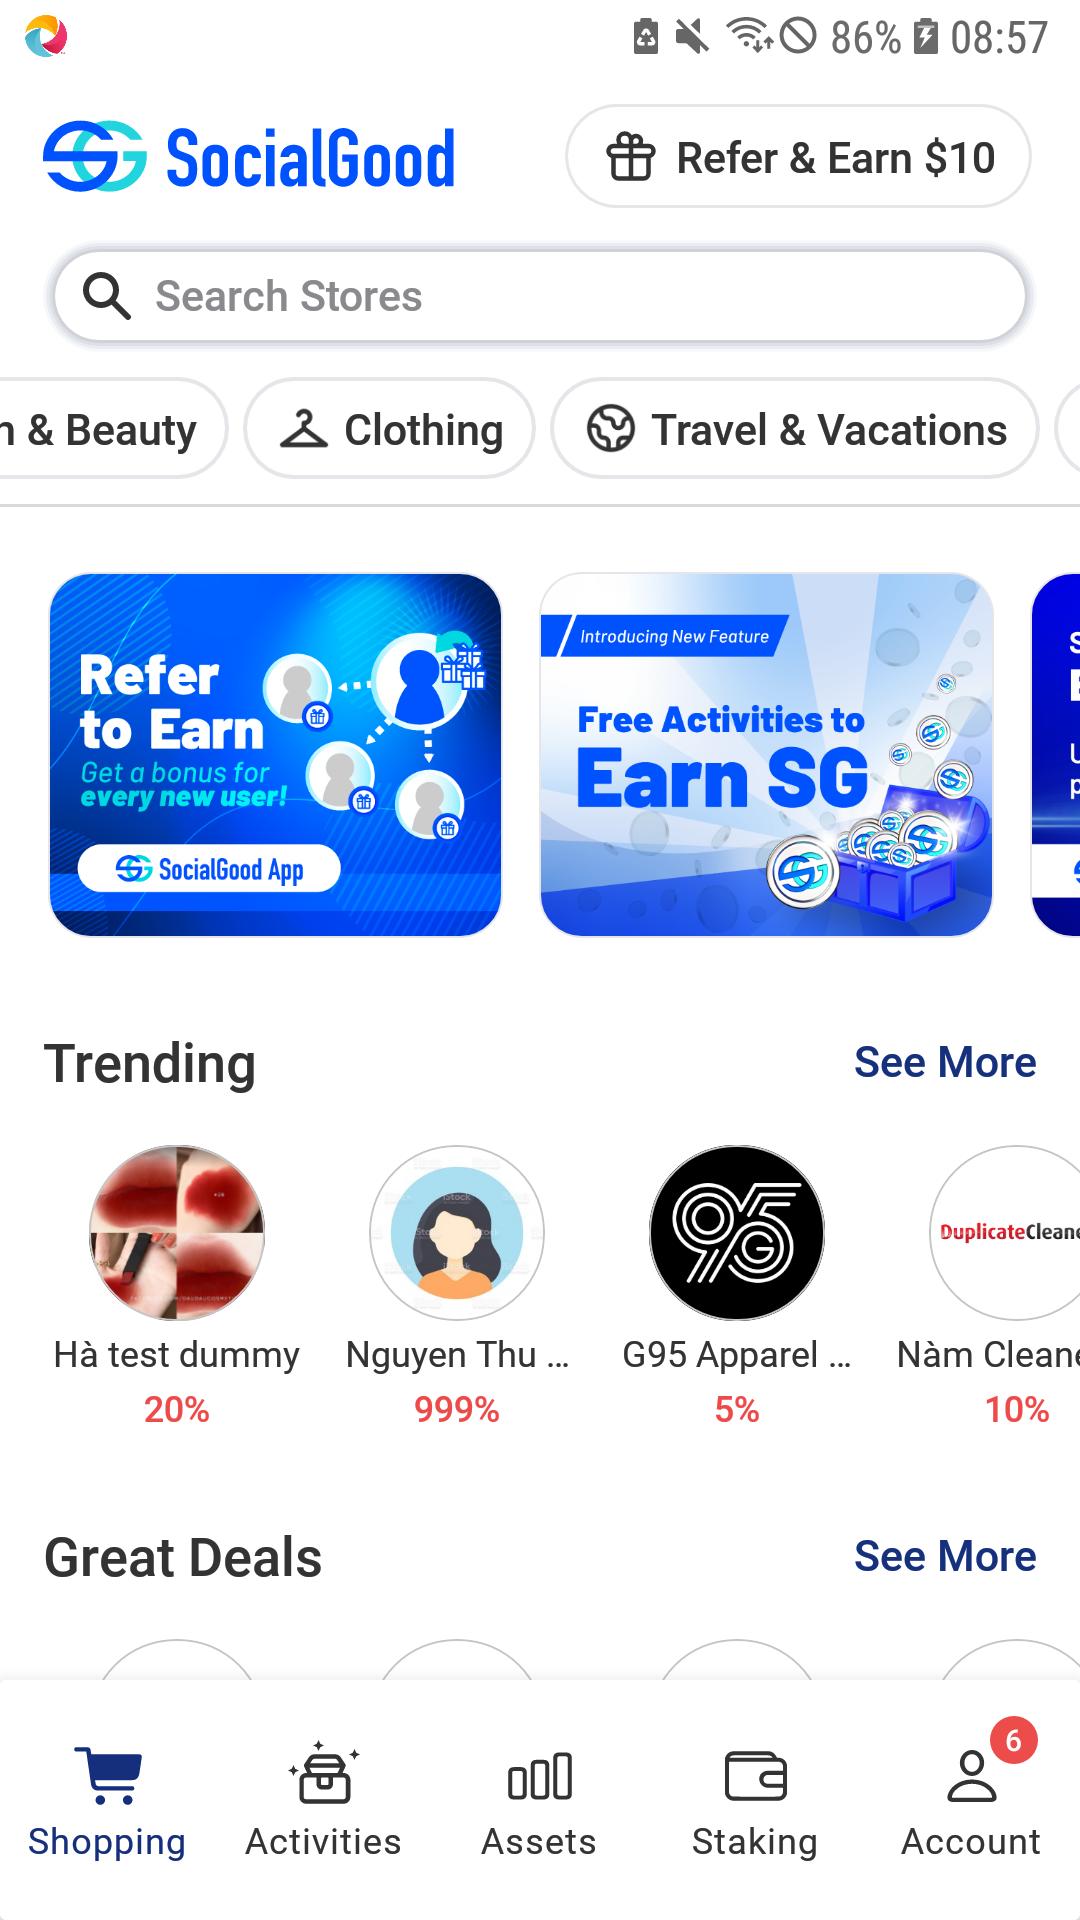 86% 08:57
SocialGood
Refer & Earn $10
Search Stores
& Beauty
Clothing
Travel & Vacations
Refer
to Earn
Get a bonus for
every new user!
SocialGood App
Introducing New Feature
Free Activities to
Earn SG
Trending
See More
Hà test dummy
20%
Nguyen Thu ...
999%
G95 Apparel ...
5%
Nàm Cleane
10%
DuplicateCleane
Great Deals
See More
6
Shopping
Activities
Assets
Staking
Account